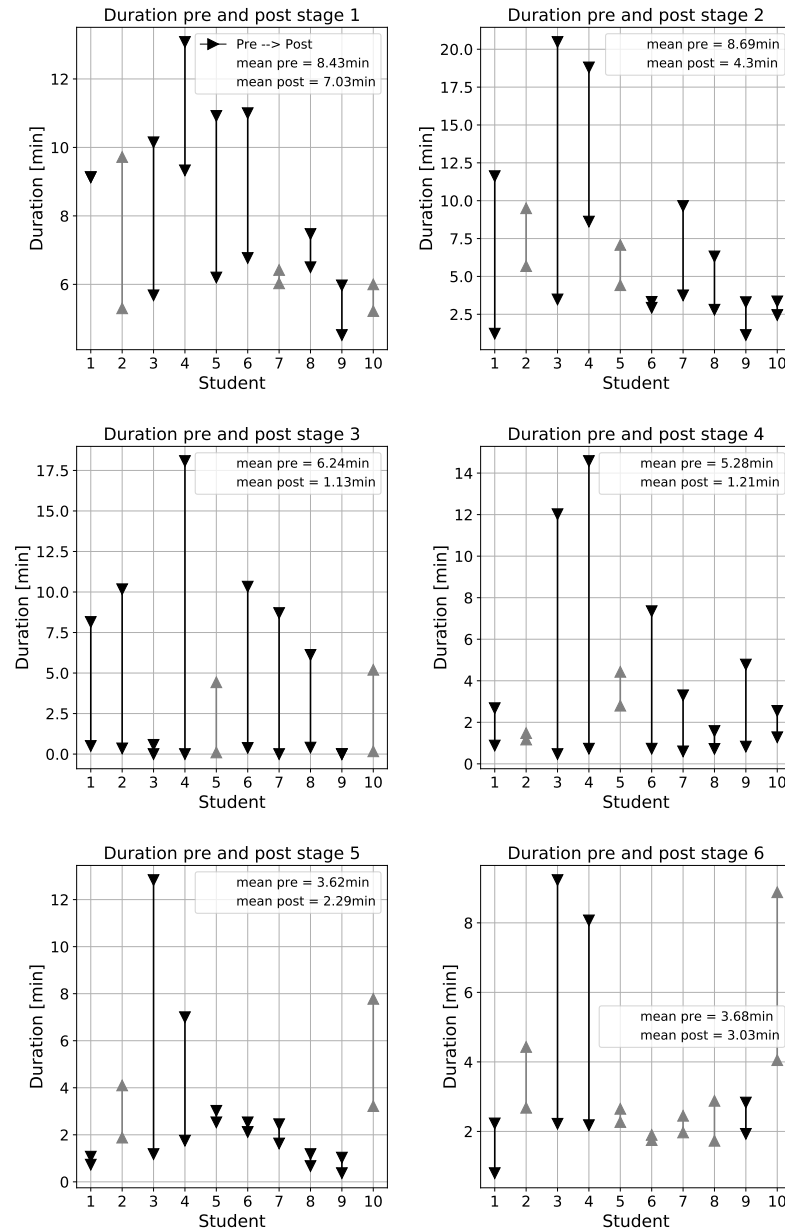 Duration pre and post stage 1
Pre --> Post
mean pre = 8.43min
mean post = 7.03min
Duration [min]
12
10
8
6
1 2 3 4 5 6 7 8 9 10
Student
Duration pre and post stage 2
mean pre = 8.69min
mean post = 4.3min
Duration [min]
20.0
17.5
15.0
12.5
10.0
7.5
5.0
2.5
1 2 3 4 5 6 7 8 9 10
Student
Duration pre and post stage 3
mean pre = 6.24min
mean post = 1.13min
Duration [min]
17.5
15.0
12.5
10.0
7.5
5.0
2.5
0.0
1 2 3 4 5 6 7 8 9 10
Student
Duration pre and post stage 4
mean pre = 5.28min
mean post = 1.21min
Duration [min]
14
12
10
8
6
4
2
0
1 2 3 4 5 6 7 8 9 10
Student
Duration pre and post stage 5
mean pre = 3.62min
mean post = 2.29min
Duration [min]
12
10
8
6
4
2
0
1 2 3 4 5 6 7 8 9 10
Student
Duration pre and post stage 6
mean pre = 3.68min
mean post = 3.03min
Duration [min]
8
6
4
2
1 2 3 4 5 6 7 8 9 10
Student